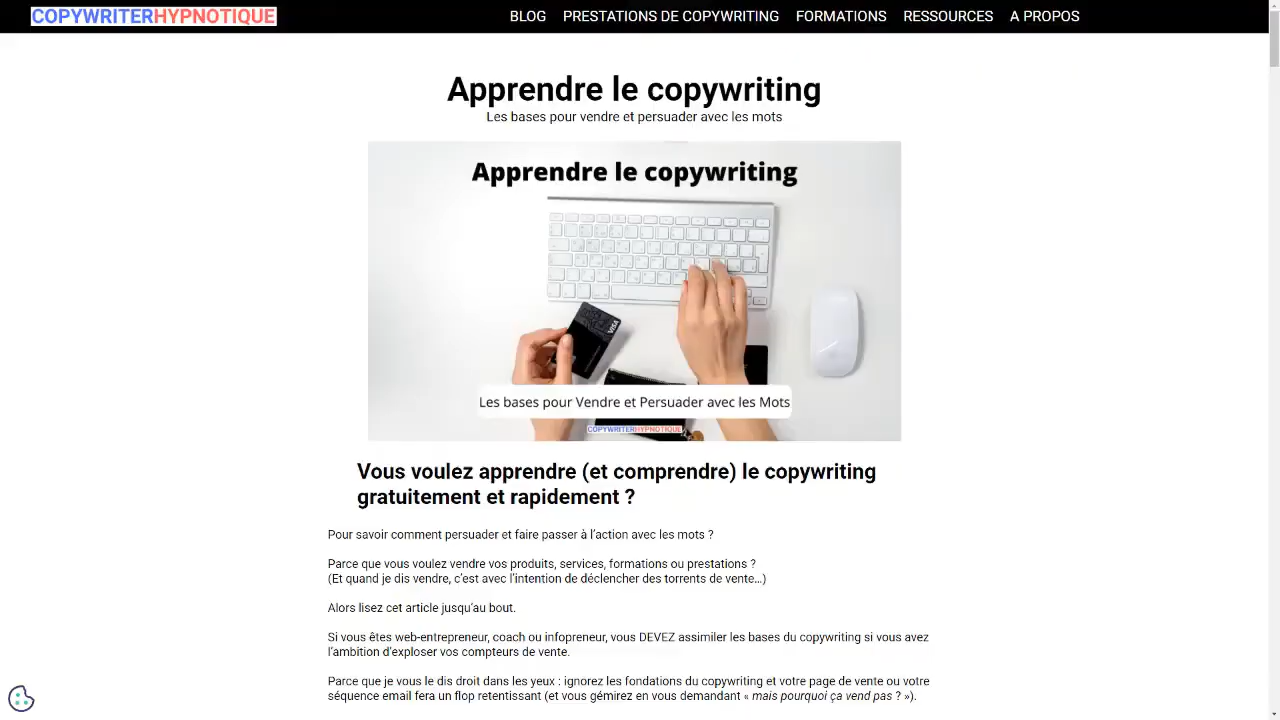 COPYWRITERHYPNOTIQUE
BLOG PRESTATIONS DE COPYWRITING FORMATIONS RESSOURCES A PROPOS
Apprendre le copywriting
Les bases pour vendre et persuader avec les mots
Apprendre le copywriting
VISA
Les bases pour Vendre et Persuader avec les Mots
COPYWRITERHYPNOTIQUE
Vous voulez apprendre (et comprendre) le copywriting
gratuitement et rapidement ?
Pour savoir comment persuader et faire passer à l’action avec les mots ?
Parce que vous voulez vendre vos produits, services, formations ou prestations ?
(Et quand je dis vendre, c’est avec l’intention de déclencher des torrents de vente…)
Alors lisez cet article jusqu’au bout.
Si vous êtes web-entrepreneur, coach ou infopreneur, vous DEVEZ assimiler les bases du copywriting si vous avez
l’ambition d’exploser vos compteurs de vente.
Parce que je vous le dis droit dans les yeux : ignorez les fondations du copywriting et votre page de vente ou votre
séquence email fera un flop retentissant (et vous gémirez en vous demandant « mais pourquoi ça vend pas ? »).